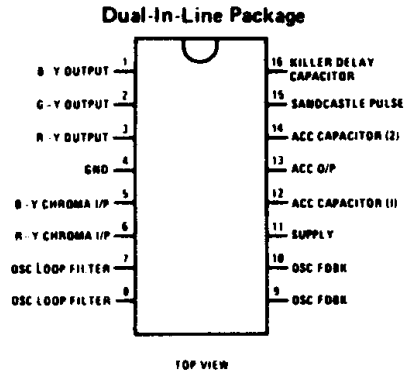 Dual-In-Line Package
B-Y OUTPUT 1
G-Y OUTPUT 2
R-Y OUTPUT 3
GND 4
B-Y CHROMA I/P 5
R-Y CHROMA I/P 6
OSC LOOP FILTER 7
OSC LOOP FILTER 8
16 KILLER DELAY
CAPACITOR
15 SANDCASTLE PULSE
14 ACC CAPACITOR (2)
13 ACC O/P
12 ACC CAPACITOR (1)
11 SUPPLY
10 OSC FDBK
9 OSC FDBK
TOP VIEW